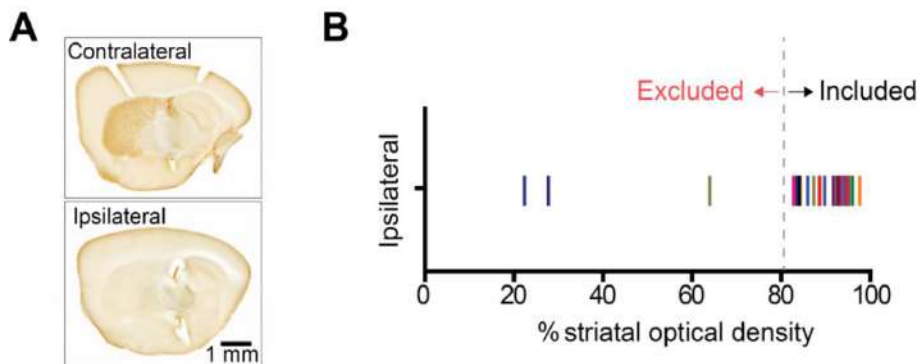 A
Contralateral
Ipsilateral
1 mm
B
Excluded
Included
Ipsilateral
0 20 40 60 80 100
% striatal optical density